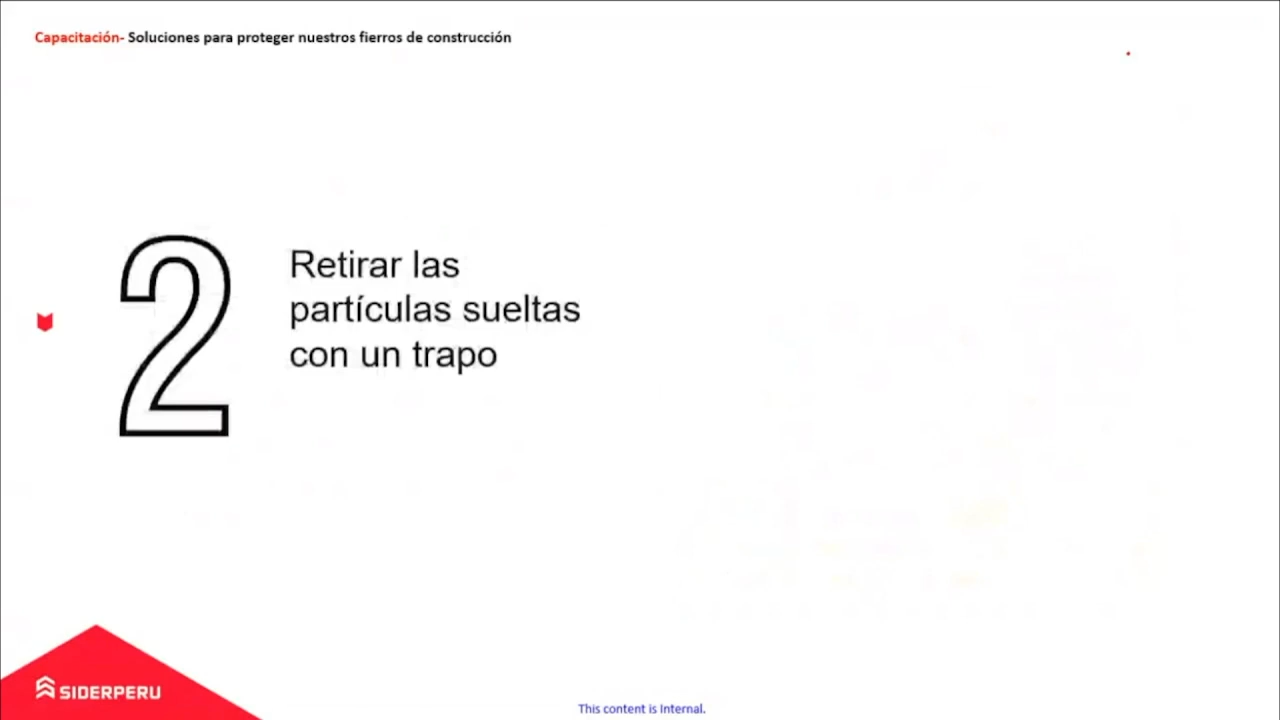 Capacitación- Soluciones para proteger nuestros fierros de construcción
2
Retirar las
partículas sueltas
con un trapo
SIDERPERU
This content is Internal.